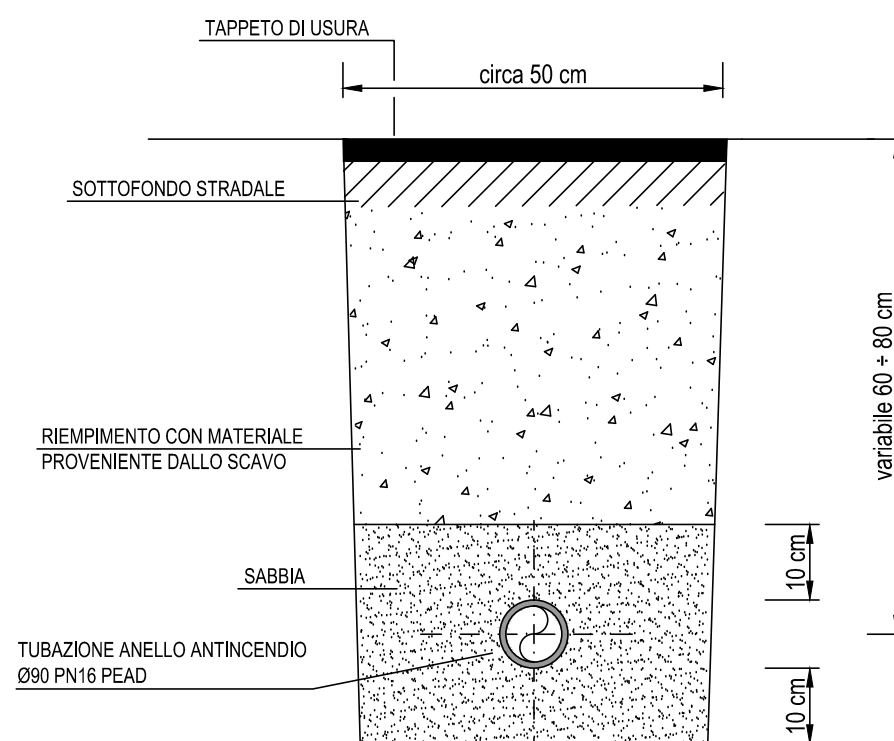 TAPPETO DI USURA
circa 50 cm
SOTTOFONDO STRADALE
variabile 60 ÷ 80 cm
RIEMPIMENTO CON MATERIALE
PROVENIENTE DALLO SCAVO
10 cm
SABBIA
TUBAZIONE ANELLO ANTINCENDIO
Ø90 PN16 PEAD
10 cm